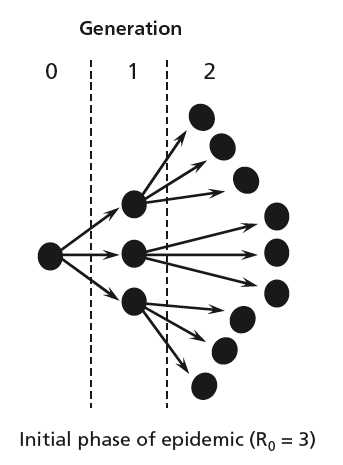 Generation
0 1 2
Initial phase of epidemic (R₀ = 3)